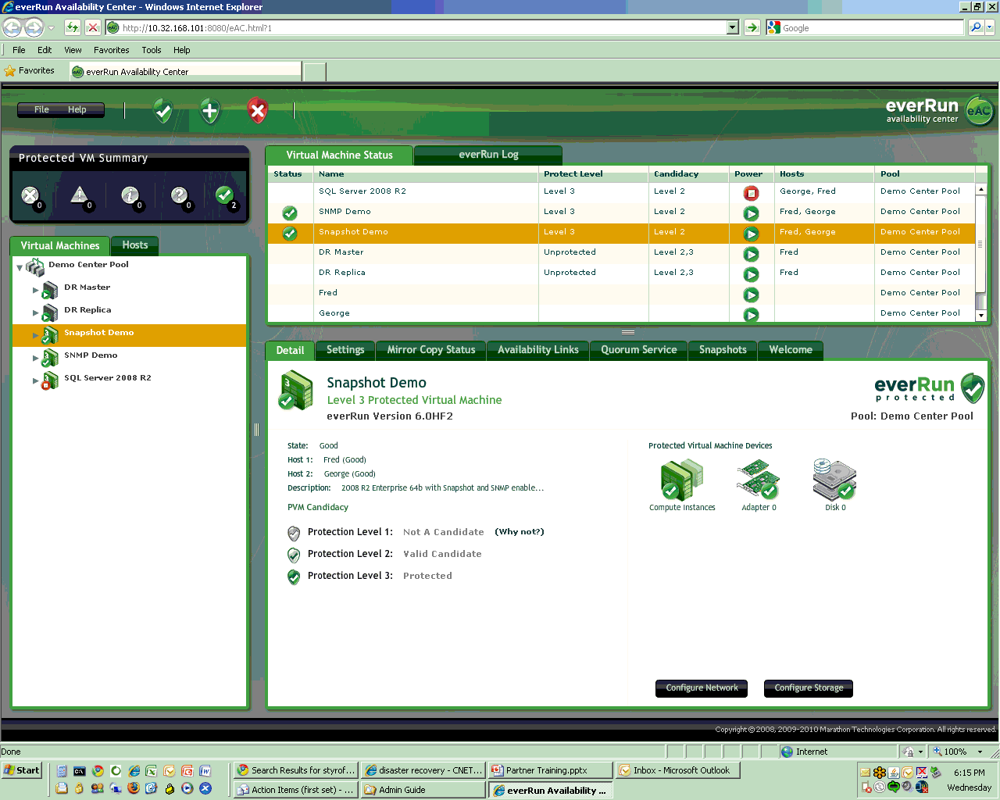 everRun Availability Center - Windows Internet Explorer
http://10.32.168.101:8080/eAC.html?1
Google
File Edit View Favorites Tools Help
Favorites
everRun Availability Center
File Help
everRun
availability center
eAC
Protected VM Summary
0 0 0 0 2
Virtual Machine Status everRun Log
Status Name Protect Level Candidacy Power Hosts Pool
SQL Server 2008 R2 Level 3 Level 2 George, Fred Demo Center Pool
SNMP Demo Level 3 Level 2 Fred, George Demo Center Pool
Snapshot Demo Level 3 Level 2 Fred, George Demo Center Pool
DR Master Unprotected Level 2,3 Fred Demo Center Pool
DR Replica Unprotected Level 2,3 Fred Demo Center Pool
Fred Demo Center Pool
George Demo Center Pool
Virtual Machines Hosts
Demo Center Pool
DR Master
DR Replica
Snapshot Demo
SNMP Demo
SQL Server 2008 R2
Detail Settings Mirror Copy Status Availability Links Quorum Service Snapshots Welcome
3
Snapshot Demo
Level 3 Protected Virtual Machine
everRun Version 6.0HF2
everRun
protected
Pool: Demo Center Pool
State: Good
Host 1: Fred (Good)
Host 2: George (Good)
Description: 2008 R2 Enterprise 64b with Snapshot and SNMP enable...
PVM Candidacy
Protection Level 1: Not A Candidate (Why not?)
Protection Level 2: Valid Candidate
Protection Level 3: Protected
Protected Virtual Machine Devices
Compute Instances Adapter 0 Disk 0
Configure Network Configure Storage
Copyright © 2008, 2009-2010 Marathon Technologies Corporation. All rights reserved.
Done Internet 100%
Start
Search Results for styrof... disaster recovery - CNET... Partner Training.pptx Inbox - Microsoft Outlook
Action Items (first set) - ... Admin Guide everRun Availability ...
6:15 PM
Wednesday